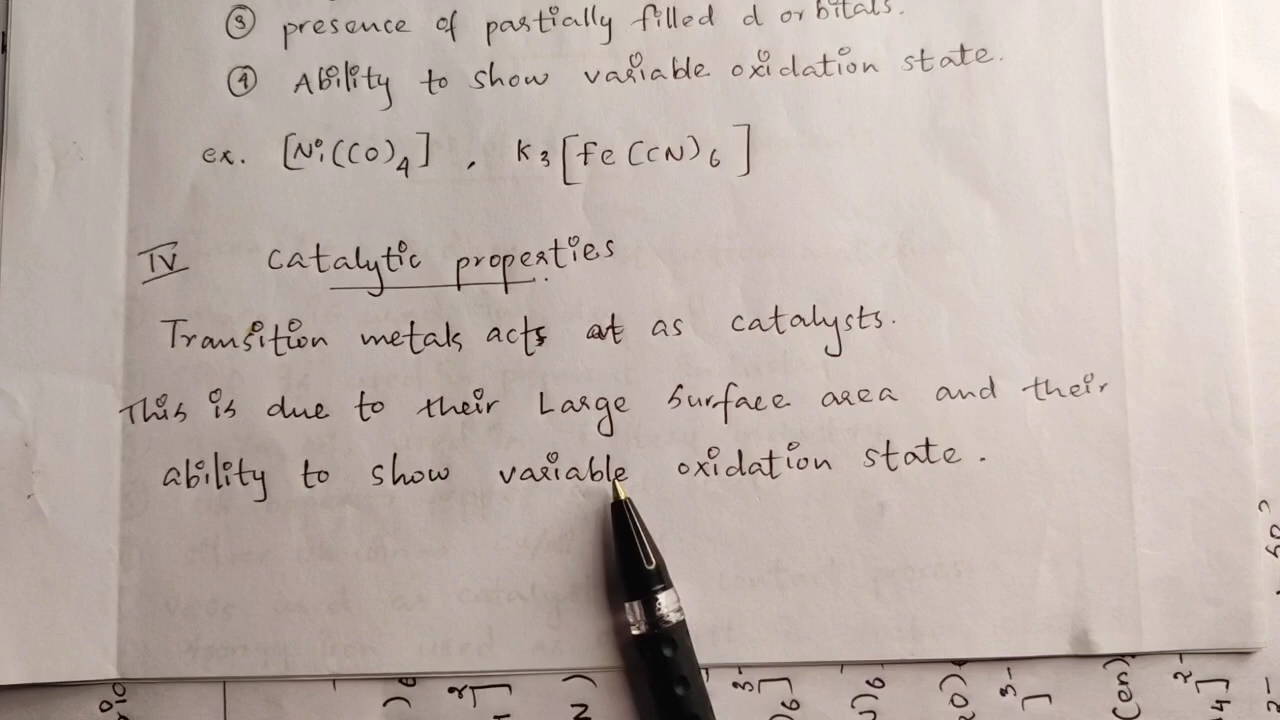 ③ presence of partially filled d orbitals.
④ Ability to show variable oxidation state.
ex. [Ni(CO)4] , K3[Fe(CN)6]
IV Catalytic properties
Transition metals acts at as catalysts.
This is due to their Large Surface area and their
ability to show variable oxidation state.